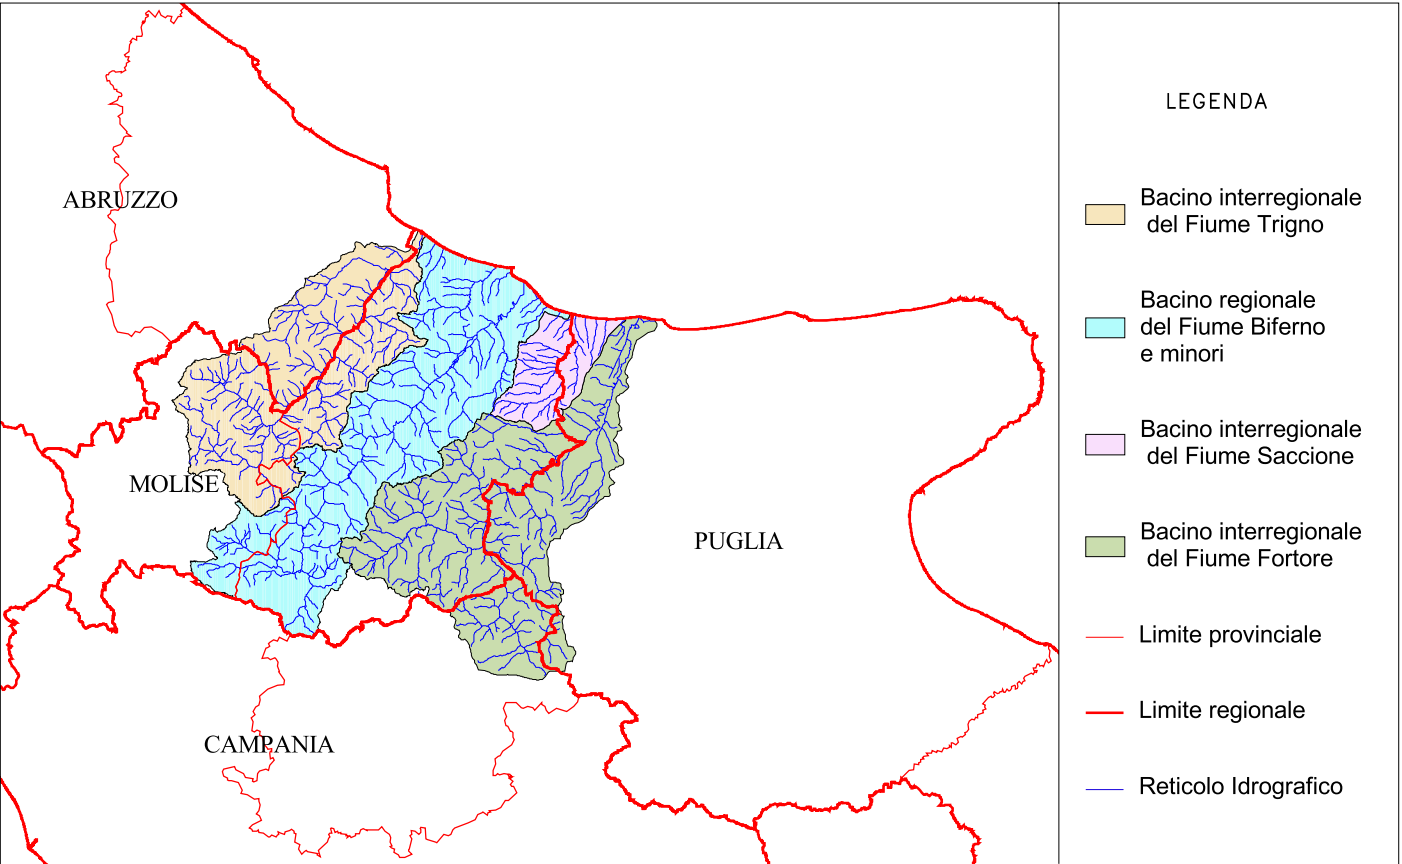 ABRUZZO
MOLISE
PUGLIA
CAMPANIA
LEGENDA
Bacino interregionale
del Fiume Trigno
Bacino regionale
del Fiume Biferno
e minori
Bacino interregionale
del Fiume Saccione
Bacino interregionale
del Fiume Fortore
Limite provinciale
Limite regionale
Reticolo Idrografico